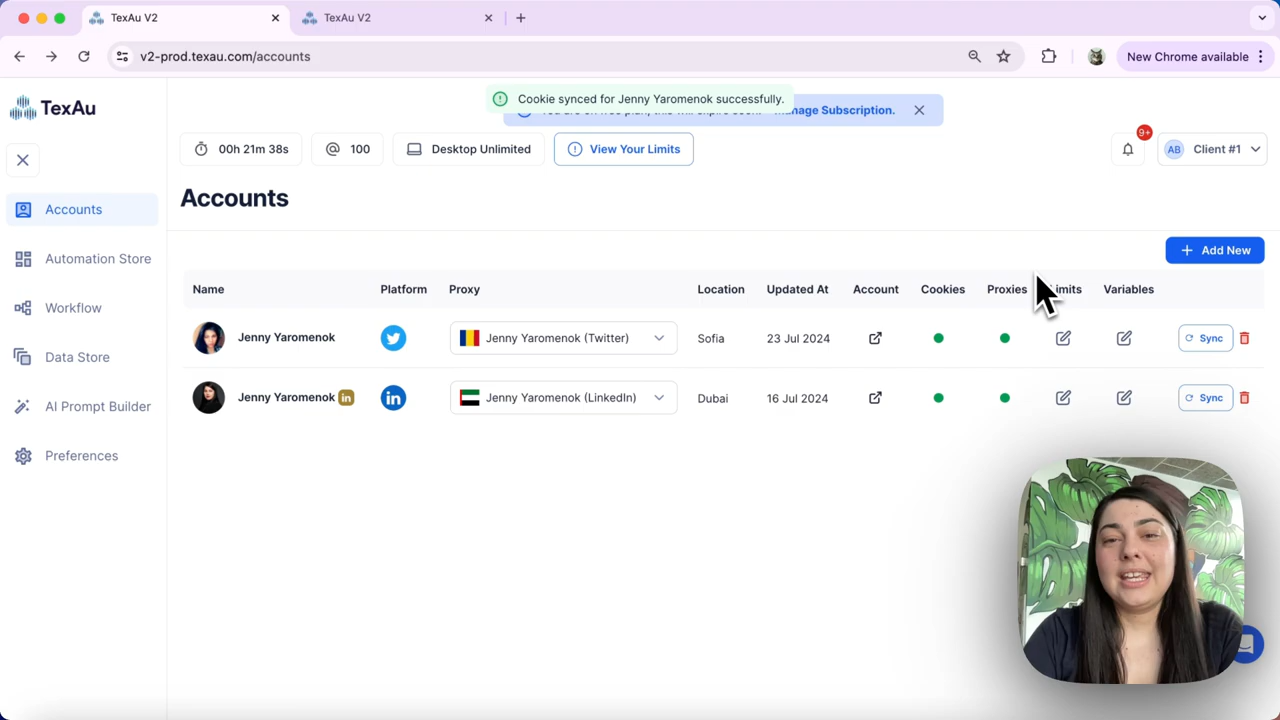 TexAu V2
TexAu V2
v2-prod.texau.com/accounts
New Chrome available
TexAu
Cookie synced for Jenny Yaromenok successfully.
Manage Subscription.
00h 21m 38s
100
Desktop Unlimited
View Your Limits
9+
AB
Client #1
Accounts
Accounts
Automation Store
Workflow
Data Store
AI Prompt Builder
Preferences
Add New
Name
Platform
Proxy
Location
Updated At
Account
Cookies
Proxies
Limits
Variables
Jenny Yaromenok
Jenny Yaromenok (Twitter)
Sofia
23 Jul 2024
Sync
Jenny Yaromenok
in
in
Jenny Yaromenok (LinkedIn)
Dubai
16 Jul 2024
Sync